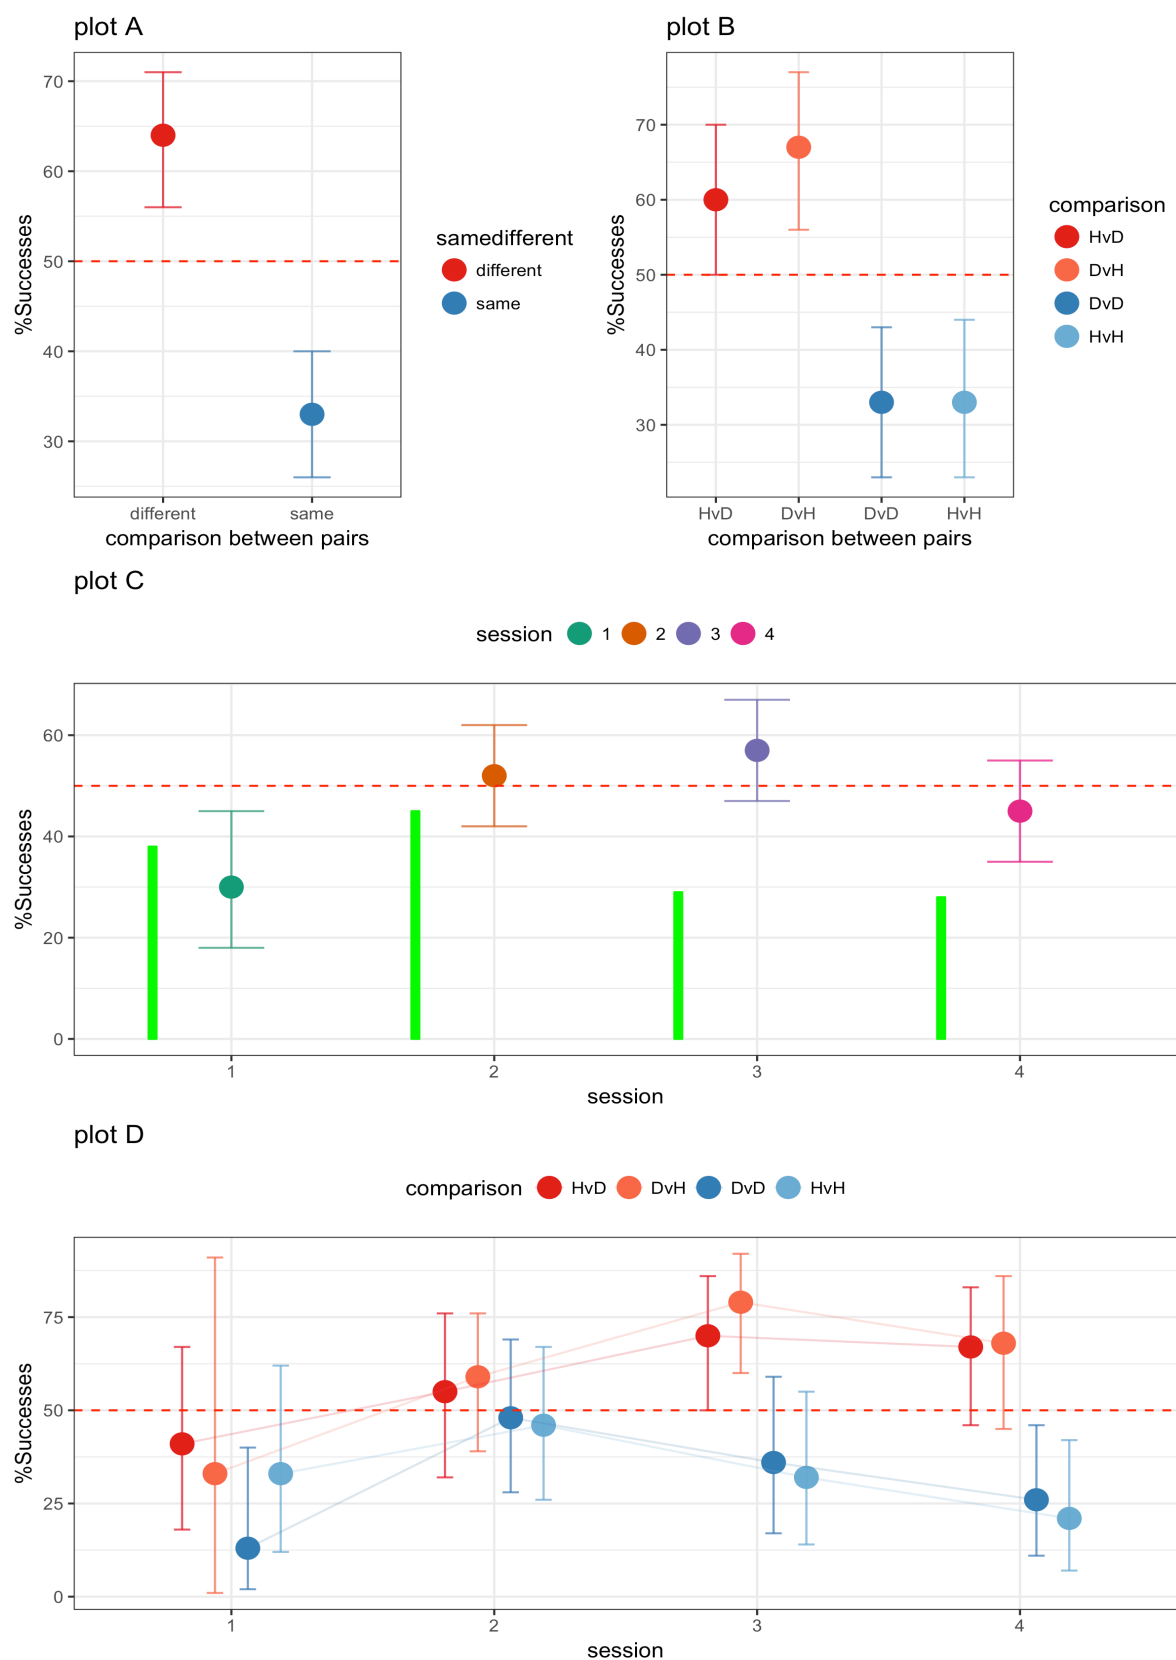 plot A
70
60
50
40
30
%Successes
different
same
comparison between pairs
samedifferent
different
same
plot B
70
60
50
40
30
%Successes
HvD DvH DvD HvH
comparison between pairs
comparison
HvD
DvH
DvD
HvH
plot C
session 1 2 3 4
60
40
20
0
%Successes
1 2 3 4
session
plot D
comparison HvD DvH DvD HvH
75
50
25
0
%Successes
1 2 3 4
session